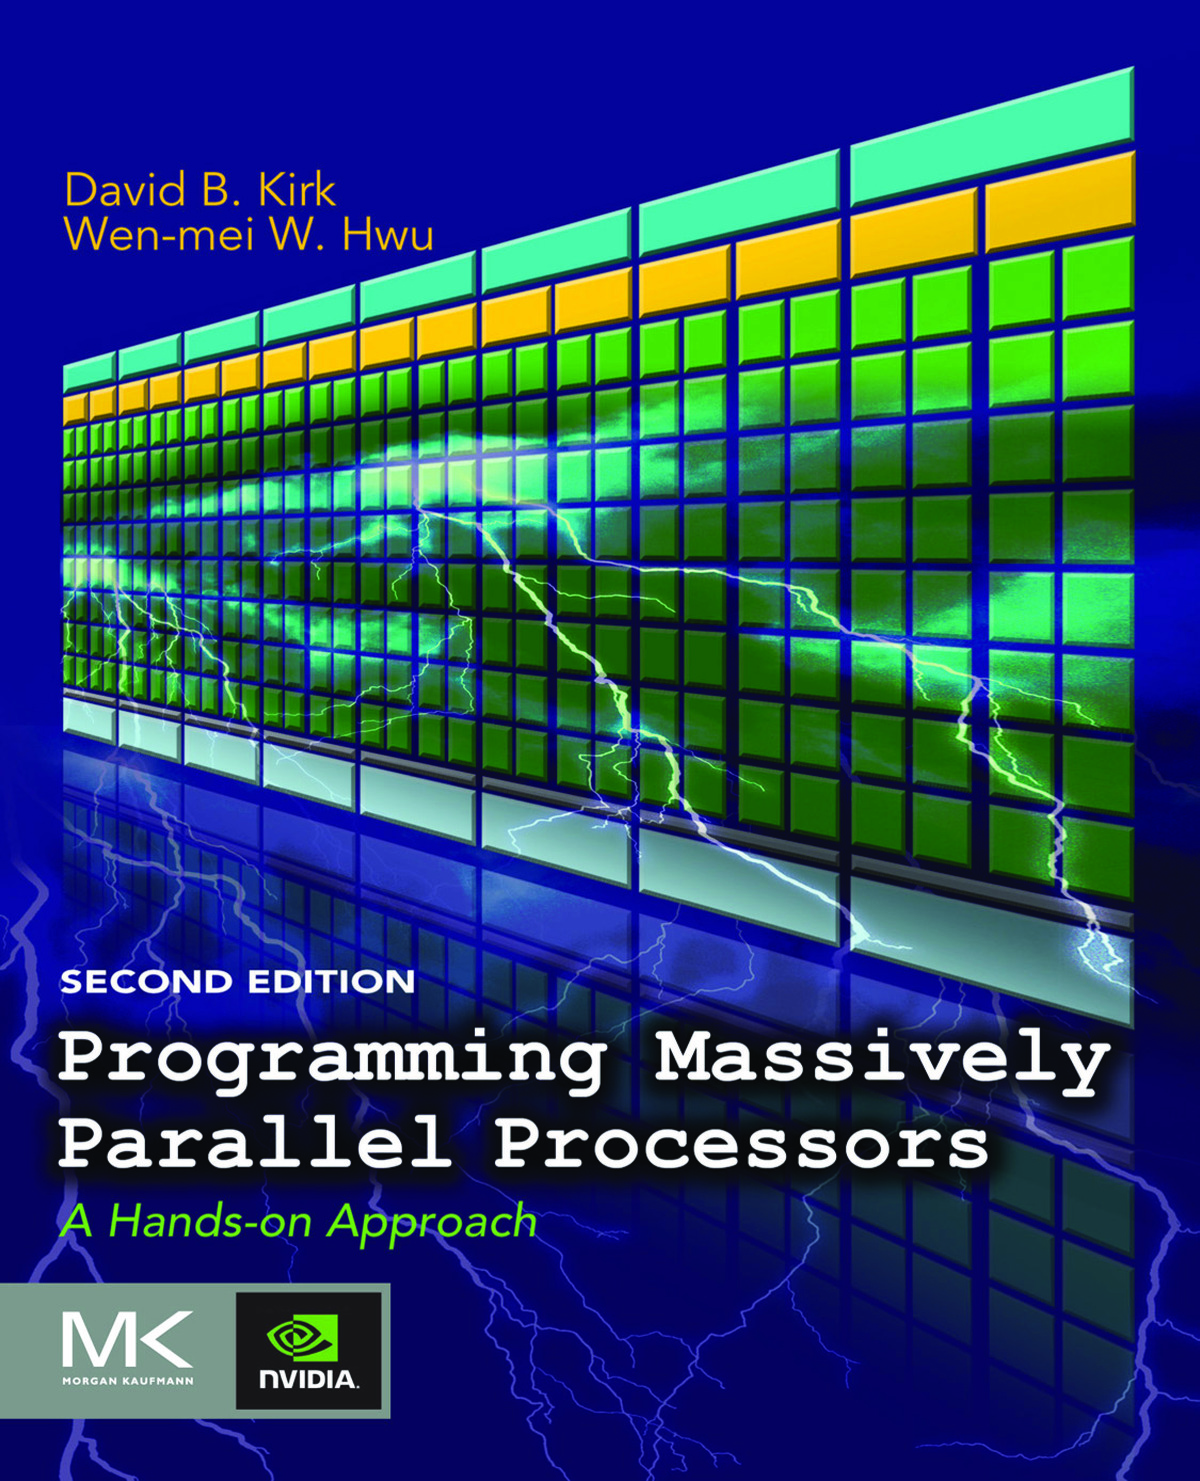 David B. Kirk
Wen-mei W. Hwu
SECOND EDITION
Programming Massively
Parallel Processors
A Hands-on Approach
MK
MORGAN KAUFMANN
NVIDIA.